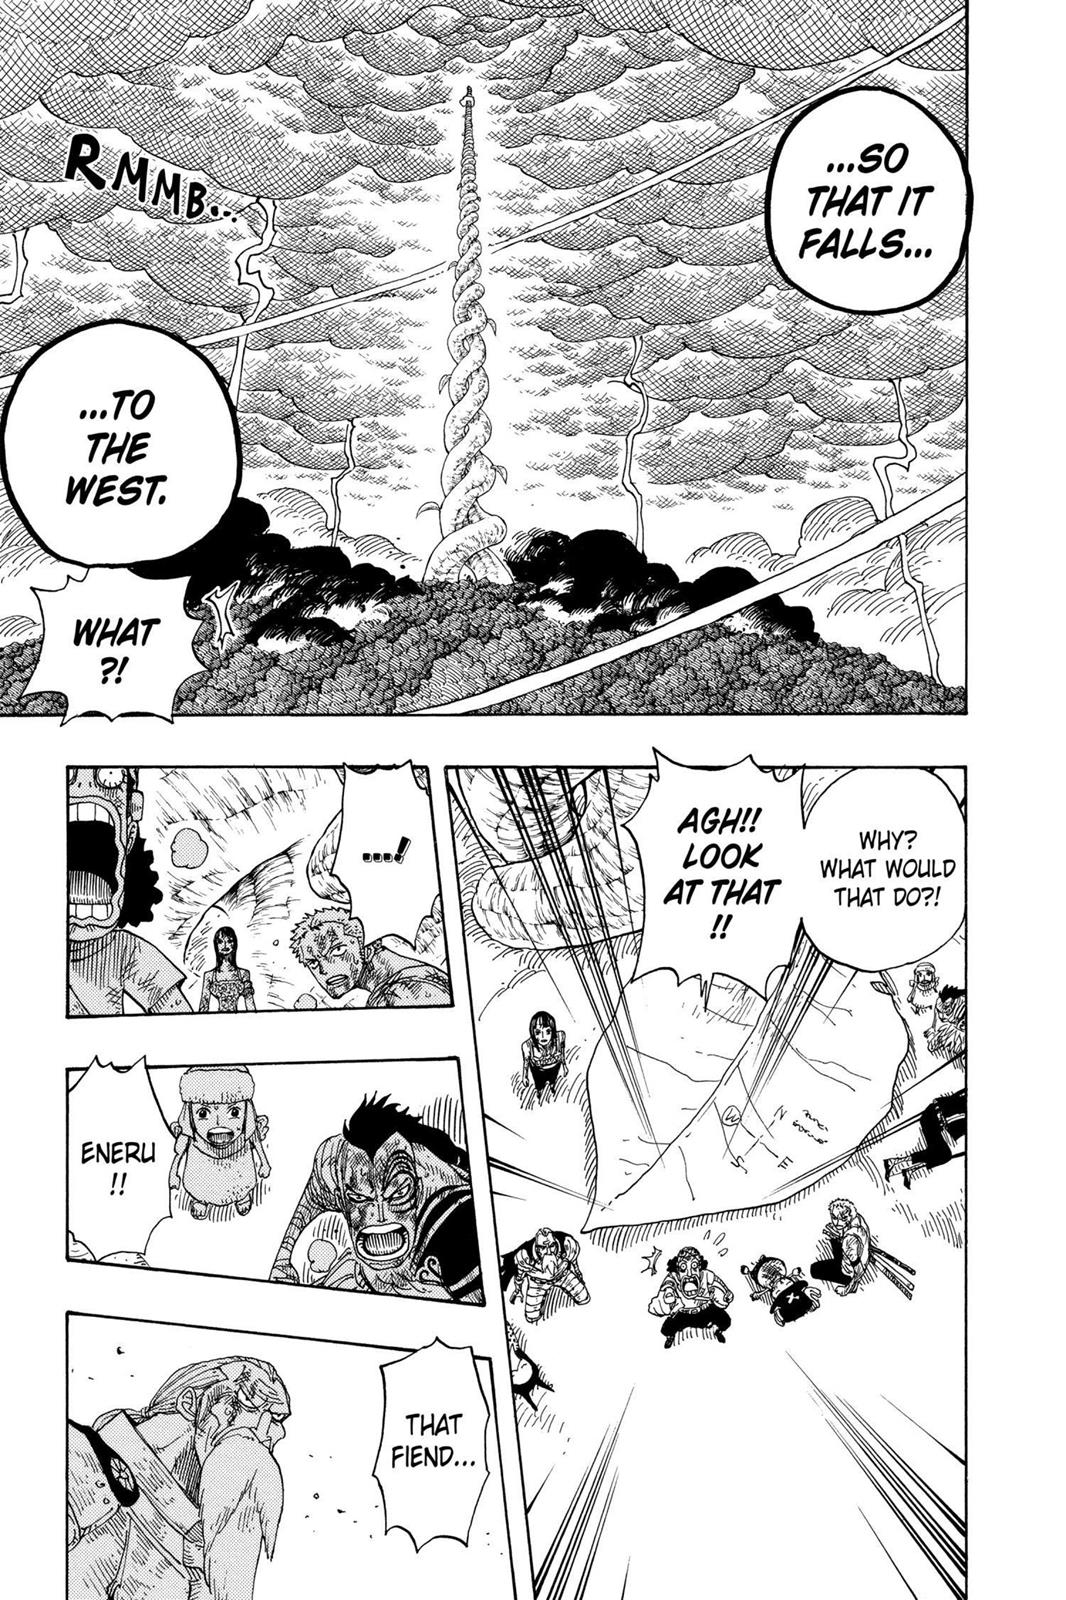 ...SO
THAT IT
FALLS...
RMMB...
...TO
THE
WEST.
WHAT
?!
WHY?
WHAT WOULD
THAT DO?!
AGH!!
LOOK
AT THAT
!!
N
W
S
E
....!
ENERU
!!
THAT
FIEND...